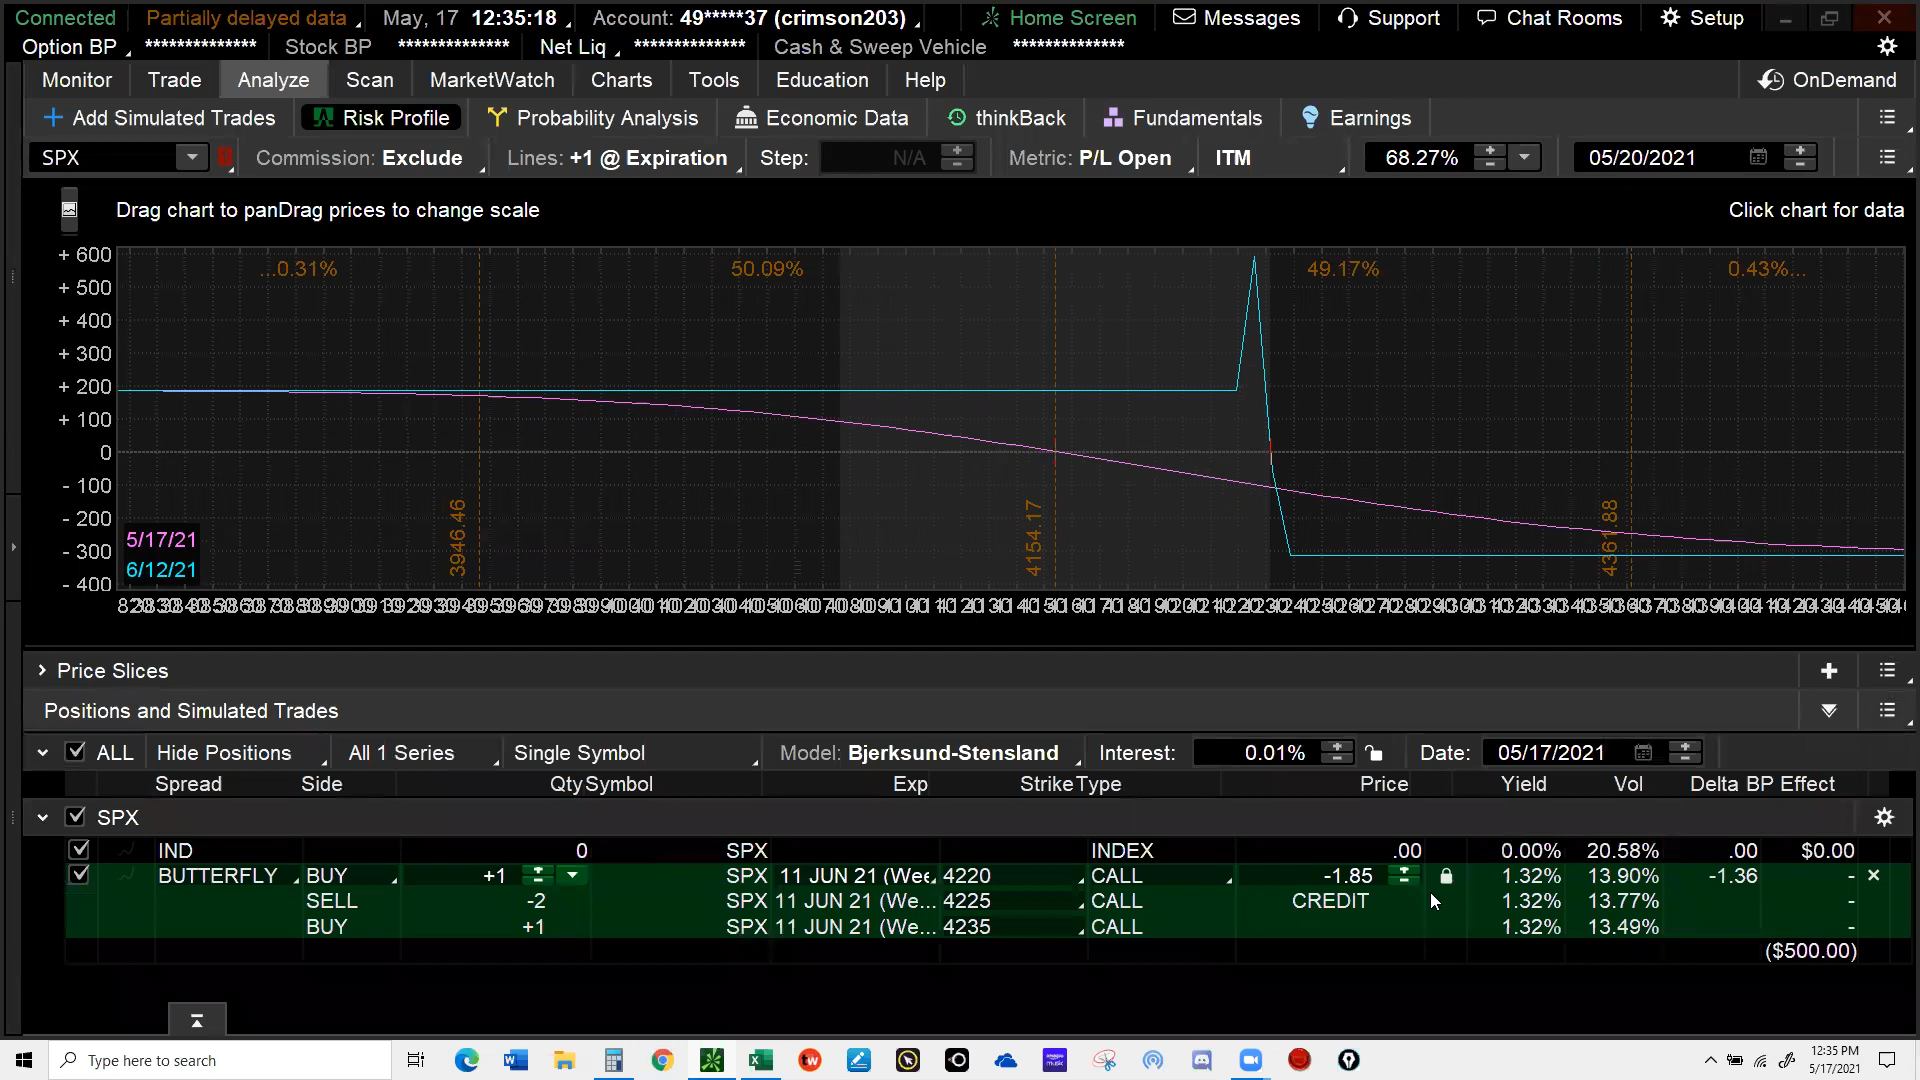 Connected Partially delayed data May, 17 12:35:18 Account: 49*****37 (crimson203) Home Screen Messages Support Chat Rooms Setup
Option BP ************** Stock BP ************** Net Liq ************** Cash & Sweep Vehicle **************
Monitor Trade Analyze Scan MarketWatch Charts Tools Education Help OnDemand
+ Add Simulated Trades Risk Profile Probability Analysis Economic Data thinkBack Fundamentals Earnings
SPX Commission: Exclude Lines: +1 @ Expiration Step: N/A Metric: P/L Open ITM 68.27% 05/20/2021
Drag chart to panDrag prices to change scale Click chart for data
+ 600
...0.31% 50.09% 49.17% 0.43%...
+ 500
+ 400
+ 300
+ 200
+ 100
0
- 100
- 200
- 300
- 400
3946.46 4154.17 4361.88
5/17/21
6/12/21
Price Slices
Positions and Simulated Trades
ALL Hide Positions All 1 Series Single Symbol Model: Bjerksund-Stensland Interest: 0.01% Date: 05/17/2021
Spread Side Qty Symbol Exp Strike Type Price Yield Vol Delta BP Effect
SPX
IND 0 SPX INDEX .00 0.00% 20.58% .00 $0.00
BUTTERFLY BUY +1 SPX 11 JUN 21 (Wee 4220 CALL -1.85 1.32% 13.90% -1.36 -
SELL -2 SPX 11 JUN 21 (We... 4225 CALL CREDIT 1.32% 13.77% -
BUY +1 SPX 11 JUN 21 (We... 4235 CALL 1.32% 13.49% -
($500.00)
Type here to search
12:35 PM
5/17/2021